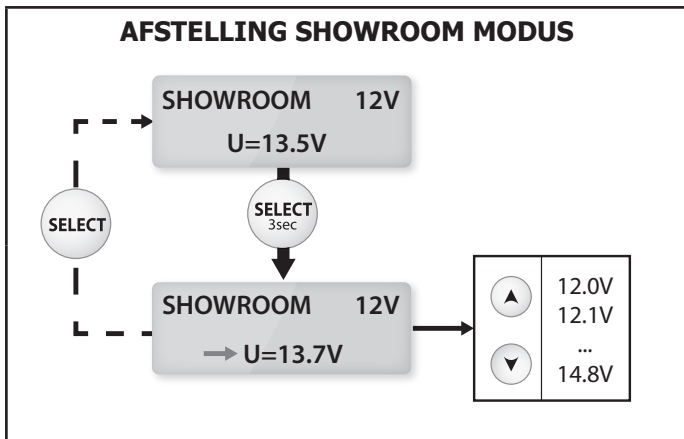 AFSTELLING SHOWROOM MODUS
SHOWROOM 12V
U=13.5V
SELECT
SELECT
3sec
SHOWROOM 12V
U=13.7V
12.0V
12.1V
...
14.8V